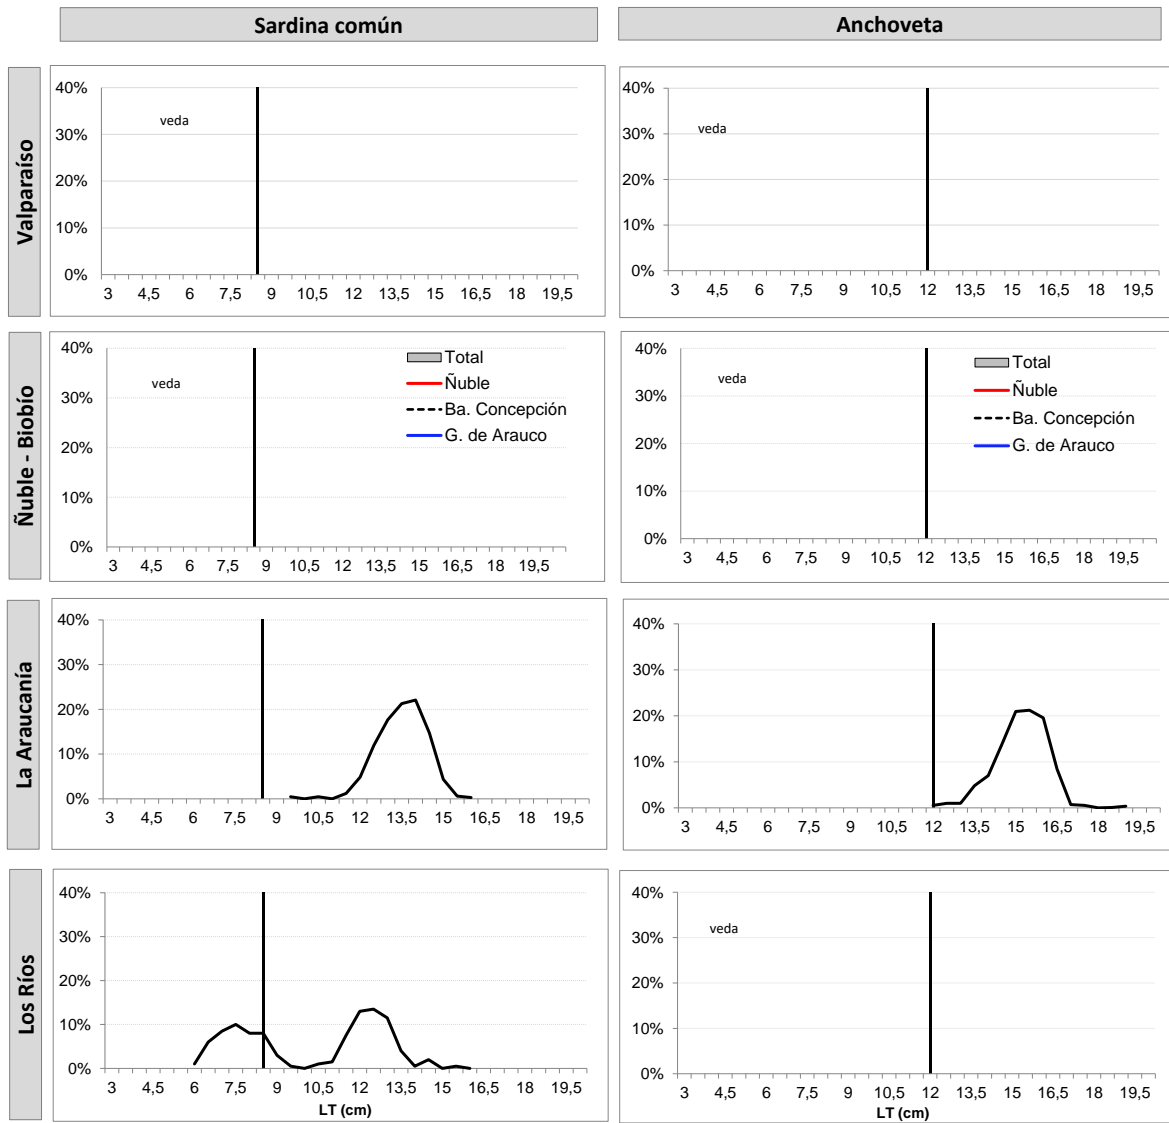 Sardina común
Anchoveta
Valparaíso
40%
30%
20%
10%
0%
veda
3 4,5 6 7,5 9 10,5 12 13,5 15 16,5 18 19,5
40%
30%
20%
10%
0%
veda
3 4,5 6 7,5 9 10,5 12 13,5 15 16,5 18 19,5
Ñuble - Biobío
40%
30%
20%
10%
0%
veda
Total
Ñuble
Ba. Concepción
G. de Arauco
3 4,5 6 7,5 9 10,5 12 13,5 15 16,5 18 19,5
40%
30%
20%
10%
0%
veda
Total
Ñuble
Ba. Concepción
G. de Arauco
3 4,5 6 7,5 9 10,5 12 13,5 15 16,5 18 19,5
La Araucanía
40%
30%
20%
10%
0%
3 4,5 6 7,5 9 10,5 12 13,5 15 16,5 18 19,5
40%
30%
20%
10%
0%
3 4,5 6 7,5 9 10,5 12 13,5 15 16,5 18 19,5
Los Ríos
40%
30%
20%
10%
0%
3 4,5 6 7,5 9 10,5 12 13,5 15 16,5 18 19,5
LT (cm)
40%
30%
20%
10%
0%
veda
3 4,5 6 7,5 9 10,5 12 13,5 15 16,5 18 19,5
LT (cm)